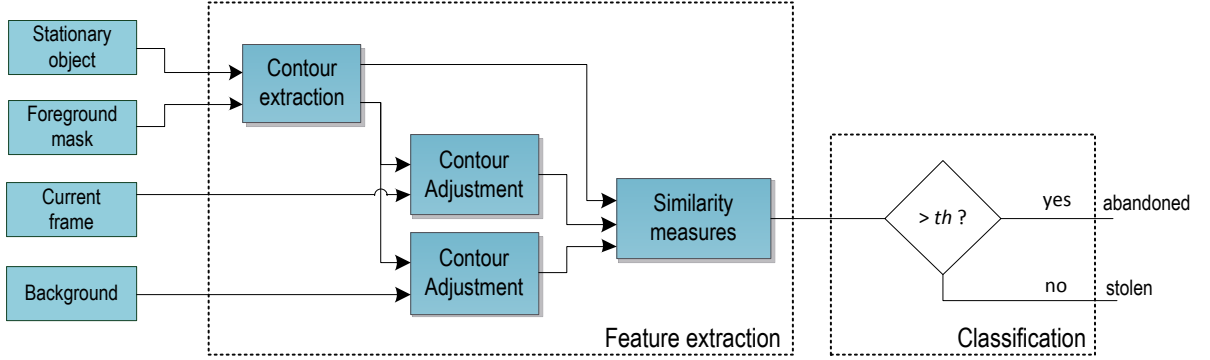 Stationary
object
Foreground
mask
Current
frame
Background
Contour
extraction
Contour
Adjustment
Contour
Adjustment
Similarity
measures
Feature extraction
> th ?
yes
abandoned
no
stolen
Classification